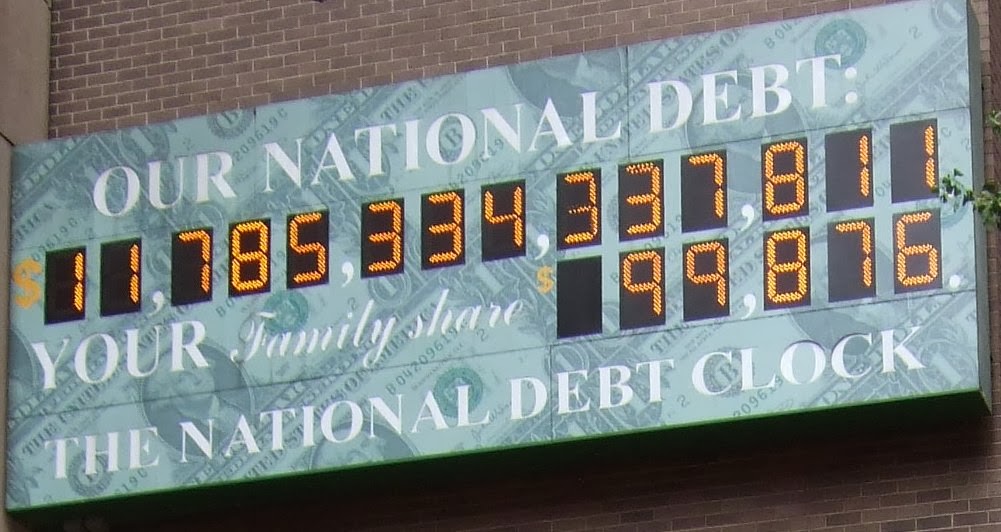 OUR NATIONAL DEBT:
$11,785,334,337,811
YOUR Family share $99,876.
THE NATIONAL DEBT CLOCK